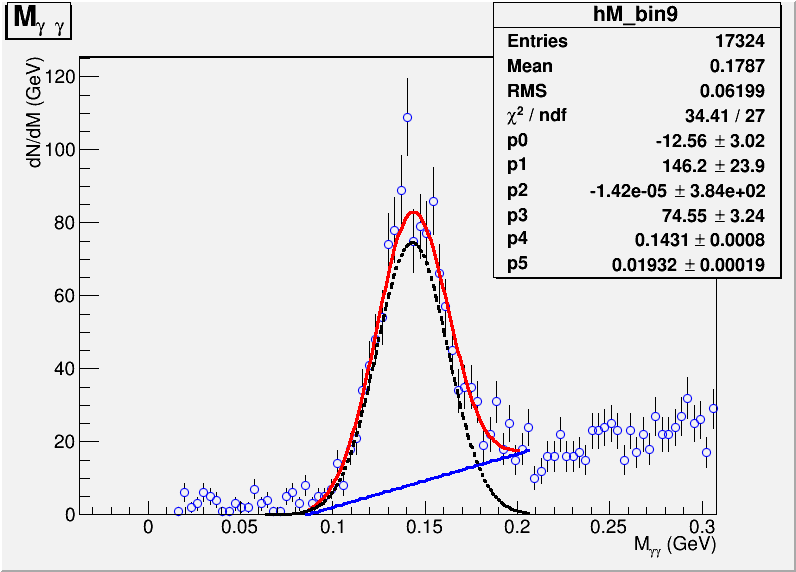 M γ γ
hM_bin9
Entries 17324
Mean 0.1787
RMS 0.06199
χ² / ndf 34.41 / 27
p0 -12.56 ± 3.02
p1 146.2 ± 23.9
p2 -1.42e-05 ± 3.84e+02
p3 74.55 ± 3.24
p4 0.1431 ± 0.0008
p5 0.01932 ± 0.00019
dN/dM (GeV)
120
100
80
60
40
20
0
0 0.05 0.1 0.15 0.2 0.25 0.3
Mγγ (GeV)